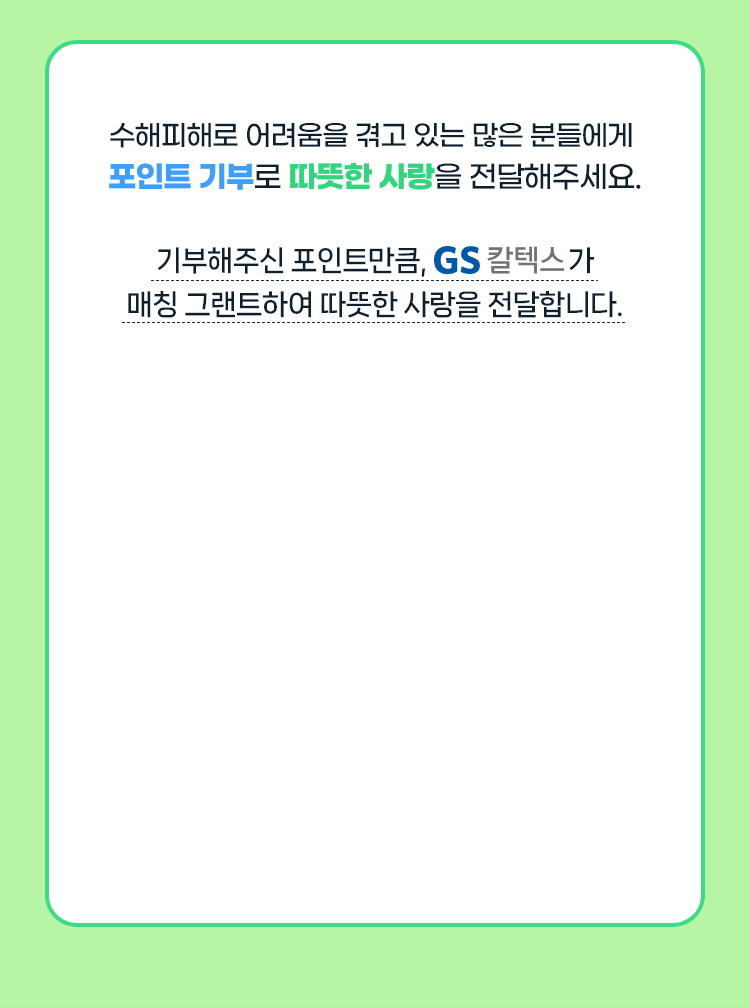 수해피해로 어려움을 겪고 있는 많은 분들에게
포인트 기부로 따뜻한 사랑을 전달해주세요.
기부해주신 포인트만큼, GS 칼텍스가
매칭 그랜트하여 따뜻한 사랑을 전달합니다.